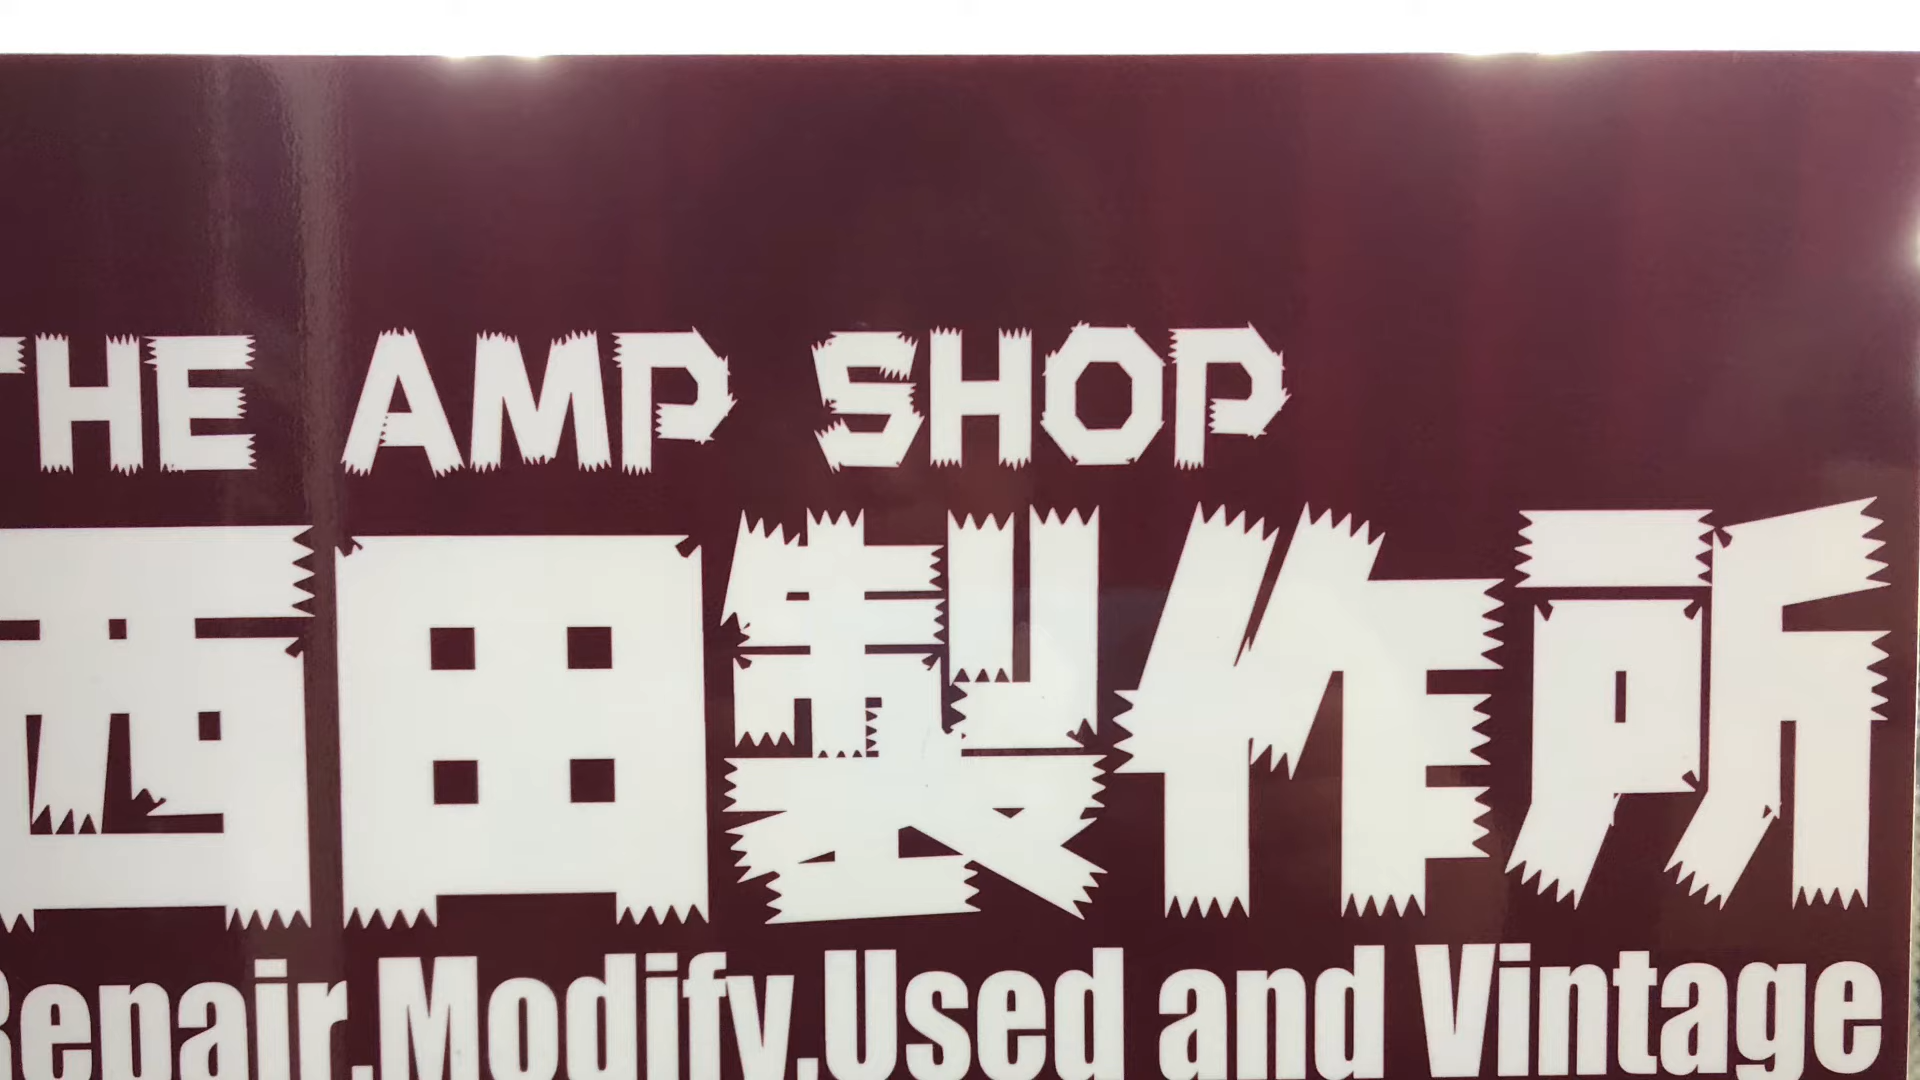 THE AMP SHOP
西田製作所
Repair.Modify.Used and Vintage